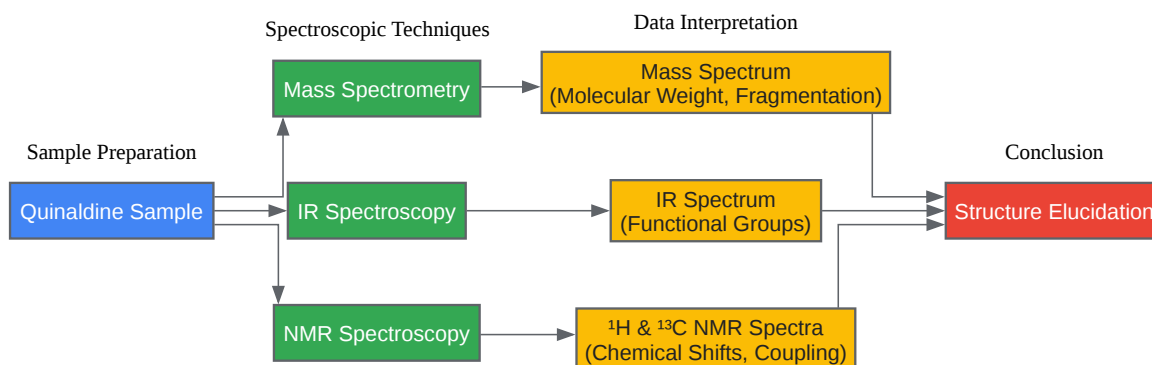 Spectroscopic Techniques
Data Interpretation
Mass Spectrometry
Mass Spectrum
(Molecular Weight, Fragmentation)
Sample Preparation
Conclusion
Quinaldine Sample
IR Spectroscopy
IR Spectrum
(Functional Groups)
Structure Elucidation
NMR Spectroscopy
¹H & ¹³C NMR Spectra
(Chemical Shifts, Coupling)